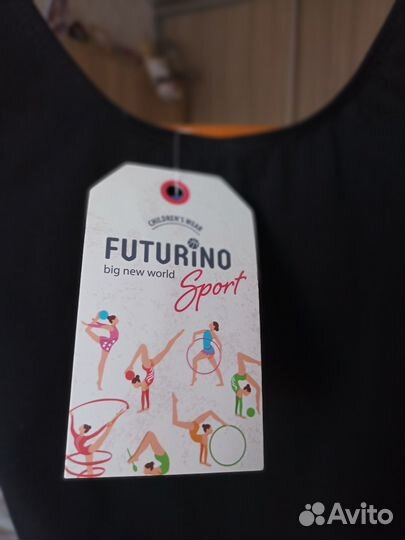 CHILDREN'S WEAR
FUTURiNO
big new world
Sport
Avito